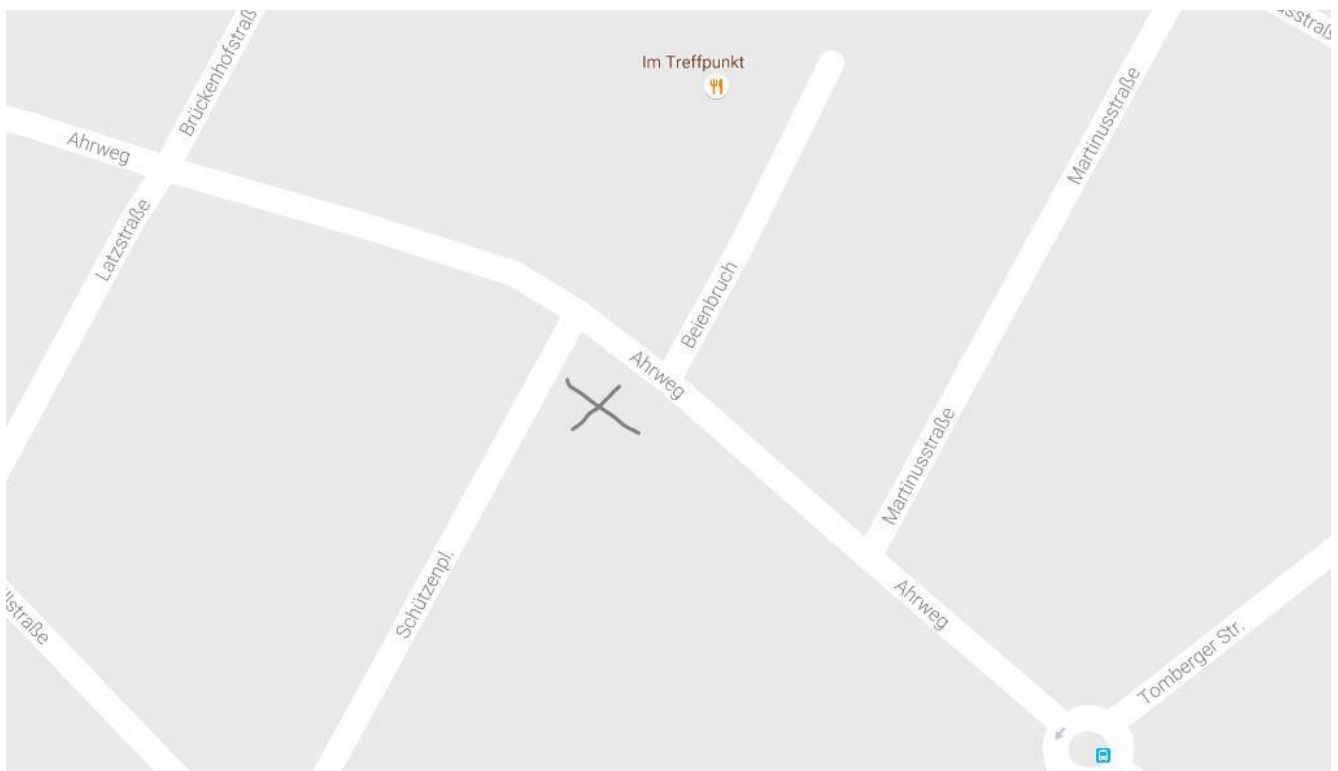 Brückenhofstraß
Im Treffpunkt
Ahrweg
Latzstraße
Beienbruch
Martinusstraße
Ahrweg
Martinusstraße
Schützenpl.
Ahrweg
Tomberger Str.